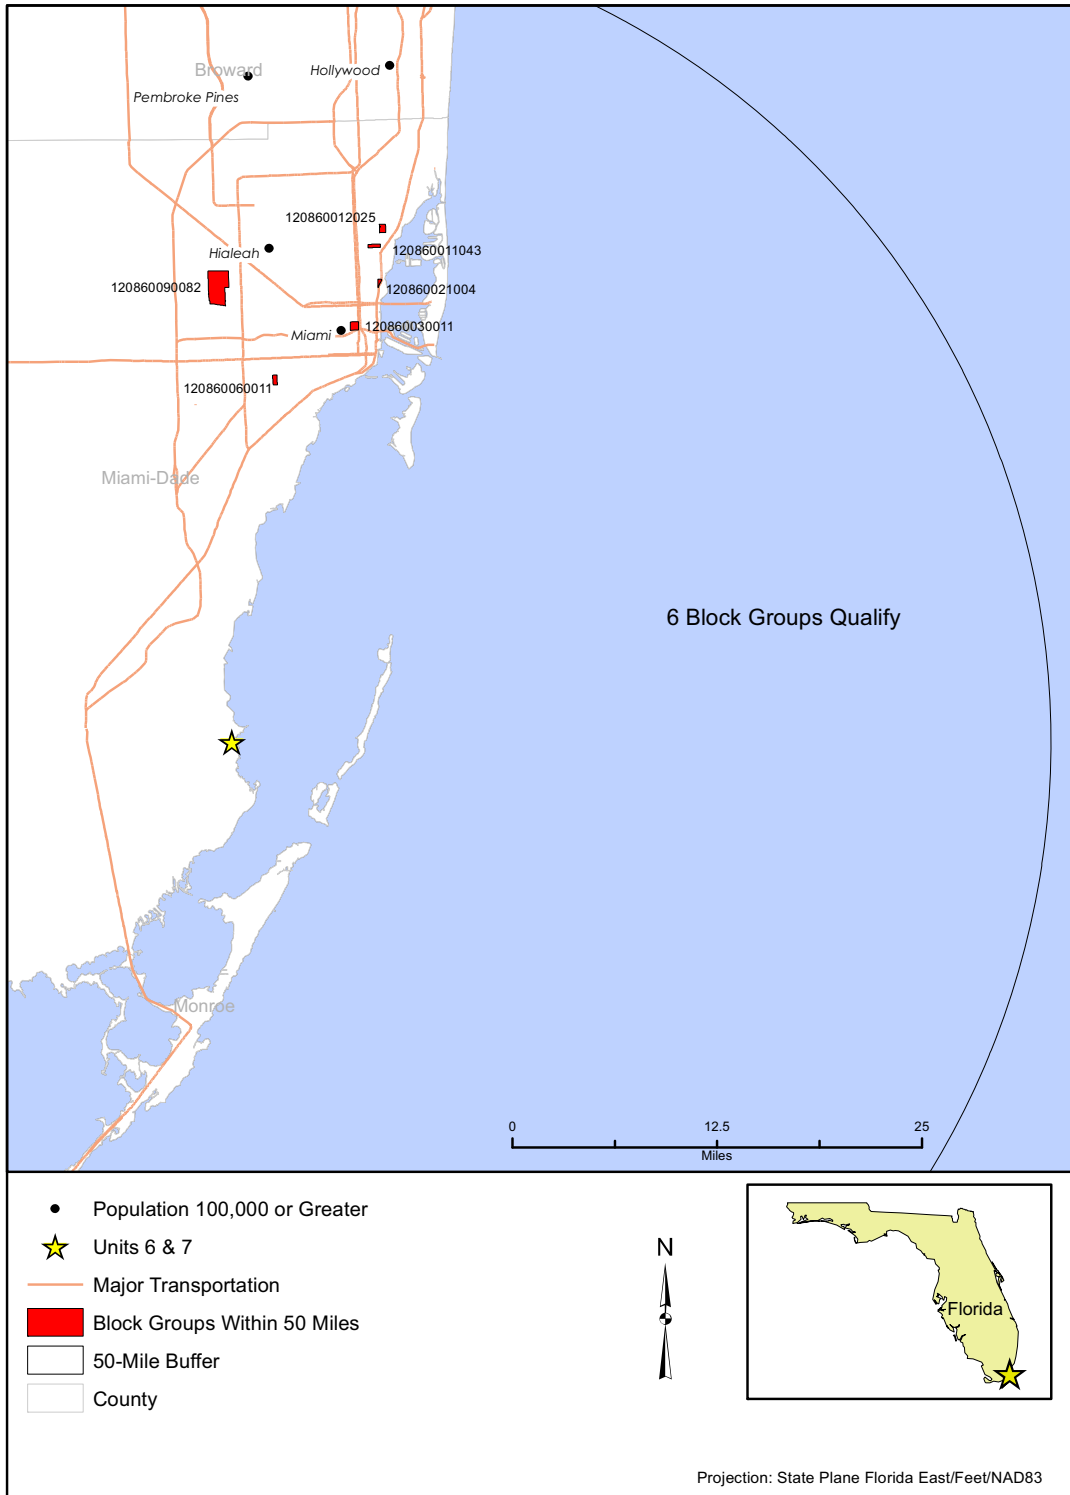 Broward
Hollywood
Pembroke Pines
120860012025
Hialeah
120860011043
120860090082
120860021004
Miami
120860030011
120860060011
Miami-Dade
6 Block Groups Qualify
Monroe
0 12.5 25
Miles
Population 100,000 or Greater
Units 6 & 7
Major Transportation
Block Groups Within 50 Miles
50-Mile Buffer
County
N
Florida
Projection: State Plane Florida East/Feet/NAD83